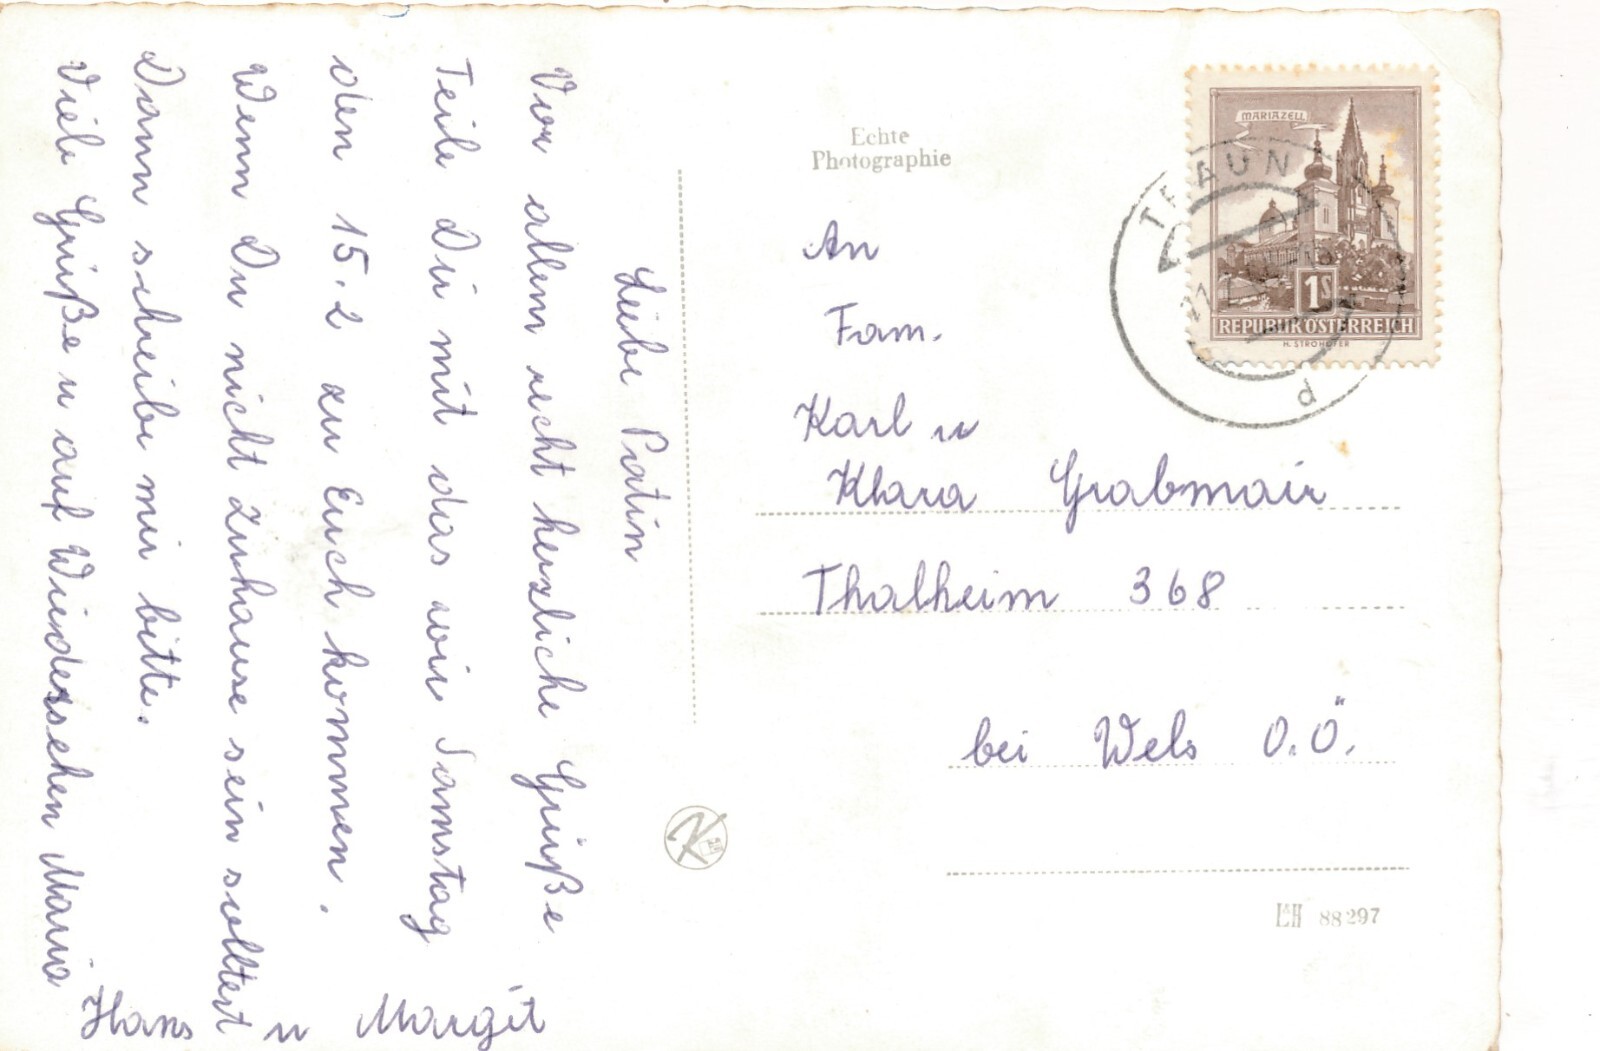 Liebe Patin
Vor allem recht herzliche Grüße
Teile Dir mit das wir Samstag
den 15.2 zu Euch kommen.
Wenn Du nicht Zuhause sein solltest
Dann schreibe mir bitte.
Viele Grüße u auf Wiedersehen Maria
Hans u Margit
Echte
Photographie
An
Fam.
Karl u
Klara Grabmair
Thalheim 368
bei Wels O.Ö.
88297
MARIAZELL
1S
REPUBLIK ÖSTERREICH
H. STROHOFER
TRAUN
d
K